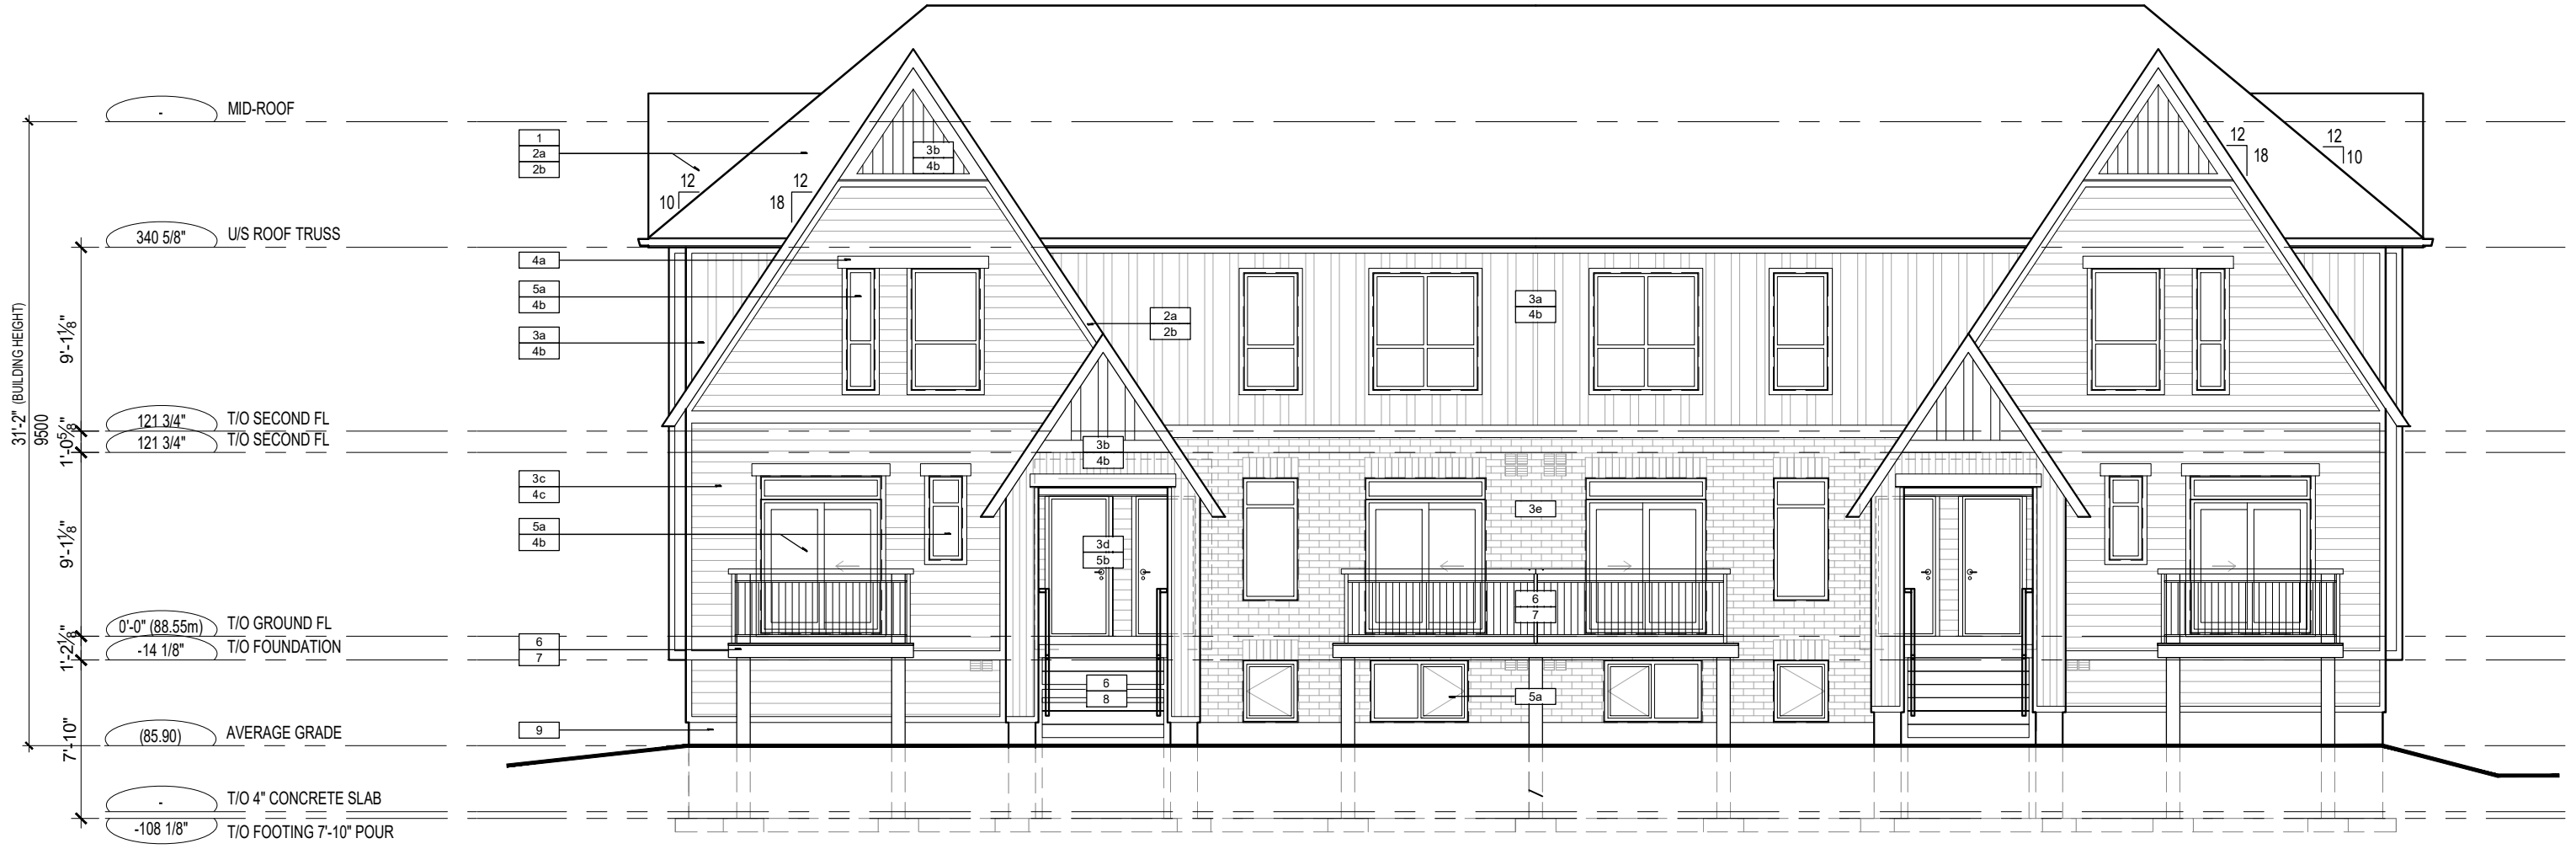 MID-ROOF
-
1
2a
2b
3b
4b
12
10
12
18
12
18
12
10
340 5/8"
U/S ROOF TRUSS
4a
5a
4b
3a
4b
2a
2b
3a
4b
31'-2" (BUILDING HEIGHT)
9500
9'-1⅛"
121 3/4"
T/O SECOND FL
121 3/4"
T/O SECOND FL
1'-0⅝"
3b
4b
3c
4c
3e
5a
4b
3d
5b
9'-1⅛"
0'-0" (88.55m)
T/O GROUND FL
-14 1/8"
T/O FOUNDATION
1'-2⅛"
6
7
6
7
6
8
5a
9
(85.90)
AVERAGE GRADE
7'-10"
-
T/O 4" CONCRETE SLAB
-108 1/8"
T/O FOOTING 7'-10" POUR